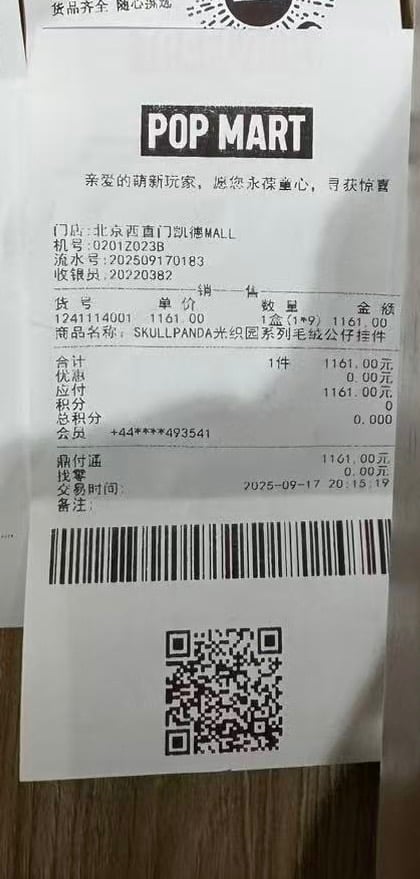 货品齐全 随心挑选
POP MART
亲爱的萌新玩家，愿您永葆童心，寻获惊喜
门店:北京西直门凯德MALL
机号:0201Z023B
流水号:202509170183
收银员:20220382
销 售
货 号 单 价 数 量 金 额
1241114001 1161.00 1盒(1*9) 1161.00
商品名称: SKULLPANDA光织园系列毛绒公仔挂件
合计 1件 1161.00元
优惠 0.00元
应付 1161.00元
积分 0
总积分 0.000
会员 +44****493541
鼎付通 1161.00元
找零 0.00元
交易时间: 2025-09-17 20:15:19
备注: